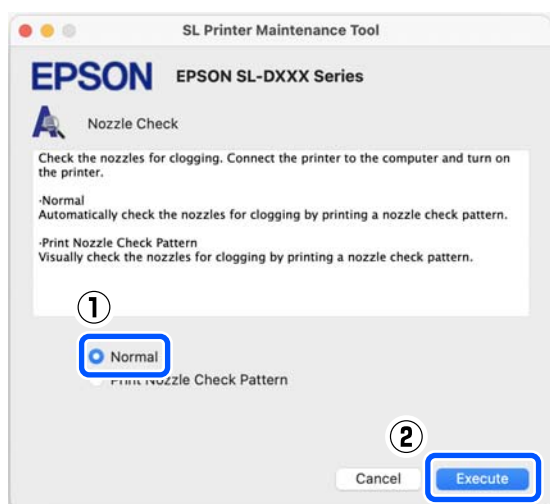 SL Printer Maintenance Tool
EPSON EPSON SL-DXXX Series
Nozzle Check
Check the nozzles for clogging. Connect the printer to the computer and turn on
the printer.
·Normal
Automatically check the nozzles for clogging by printing a nozzle check pattern.
·Print Nozzle Check Pattern
Visually check the nozzles for clogging by printing a nozzle check pattern.
①
Normal
Print Nozzle Check Pattern
②
Cancel Execute